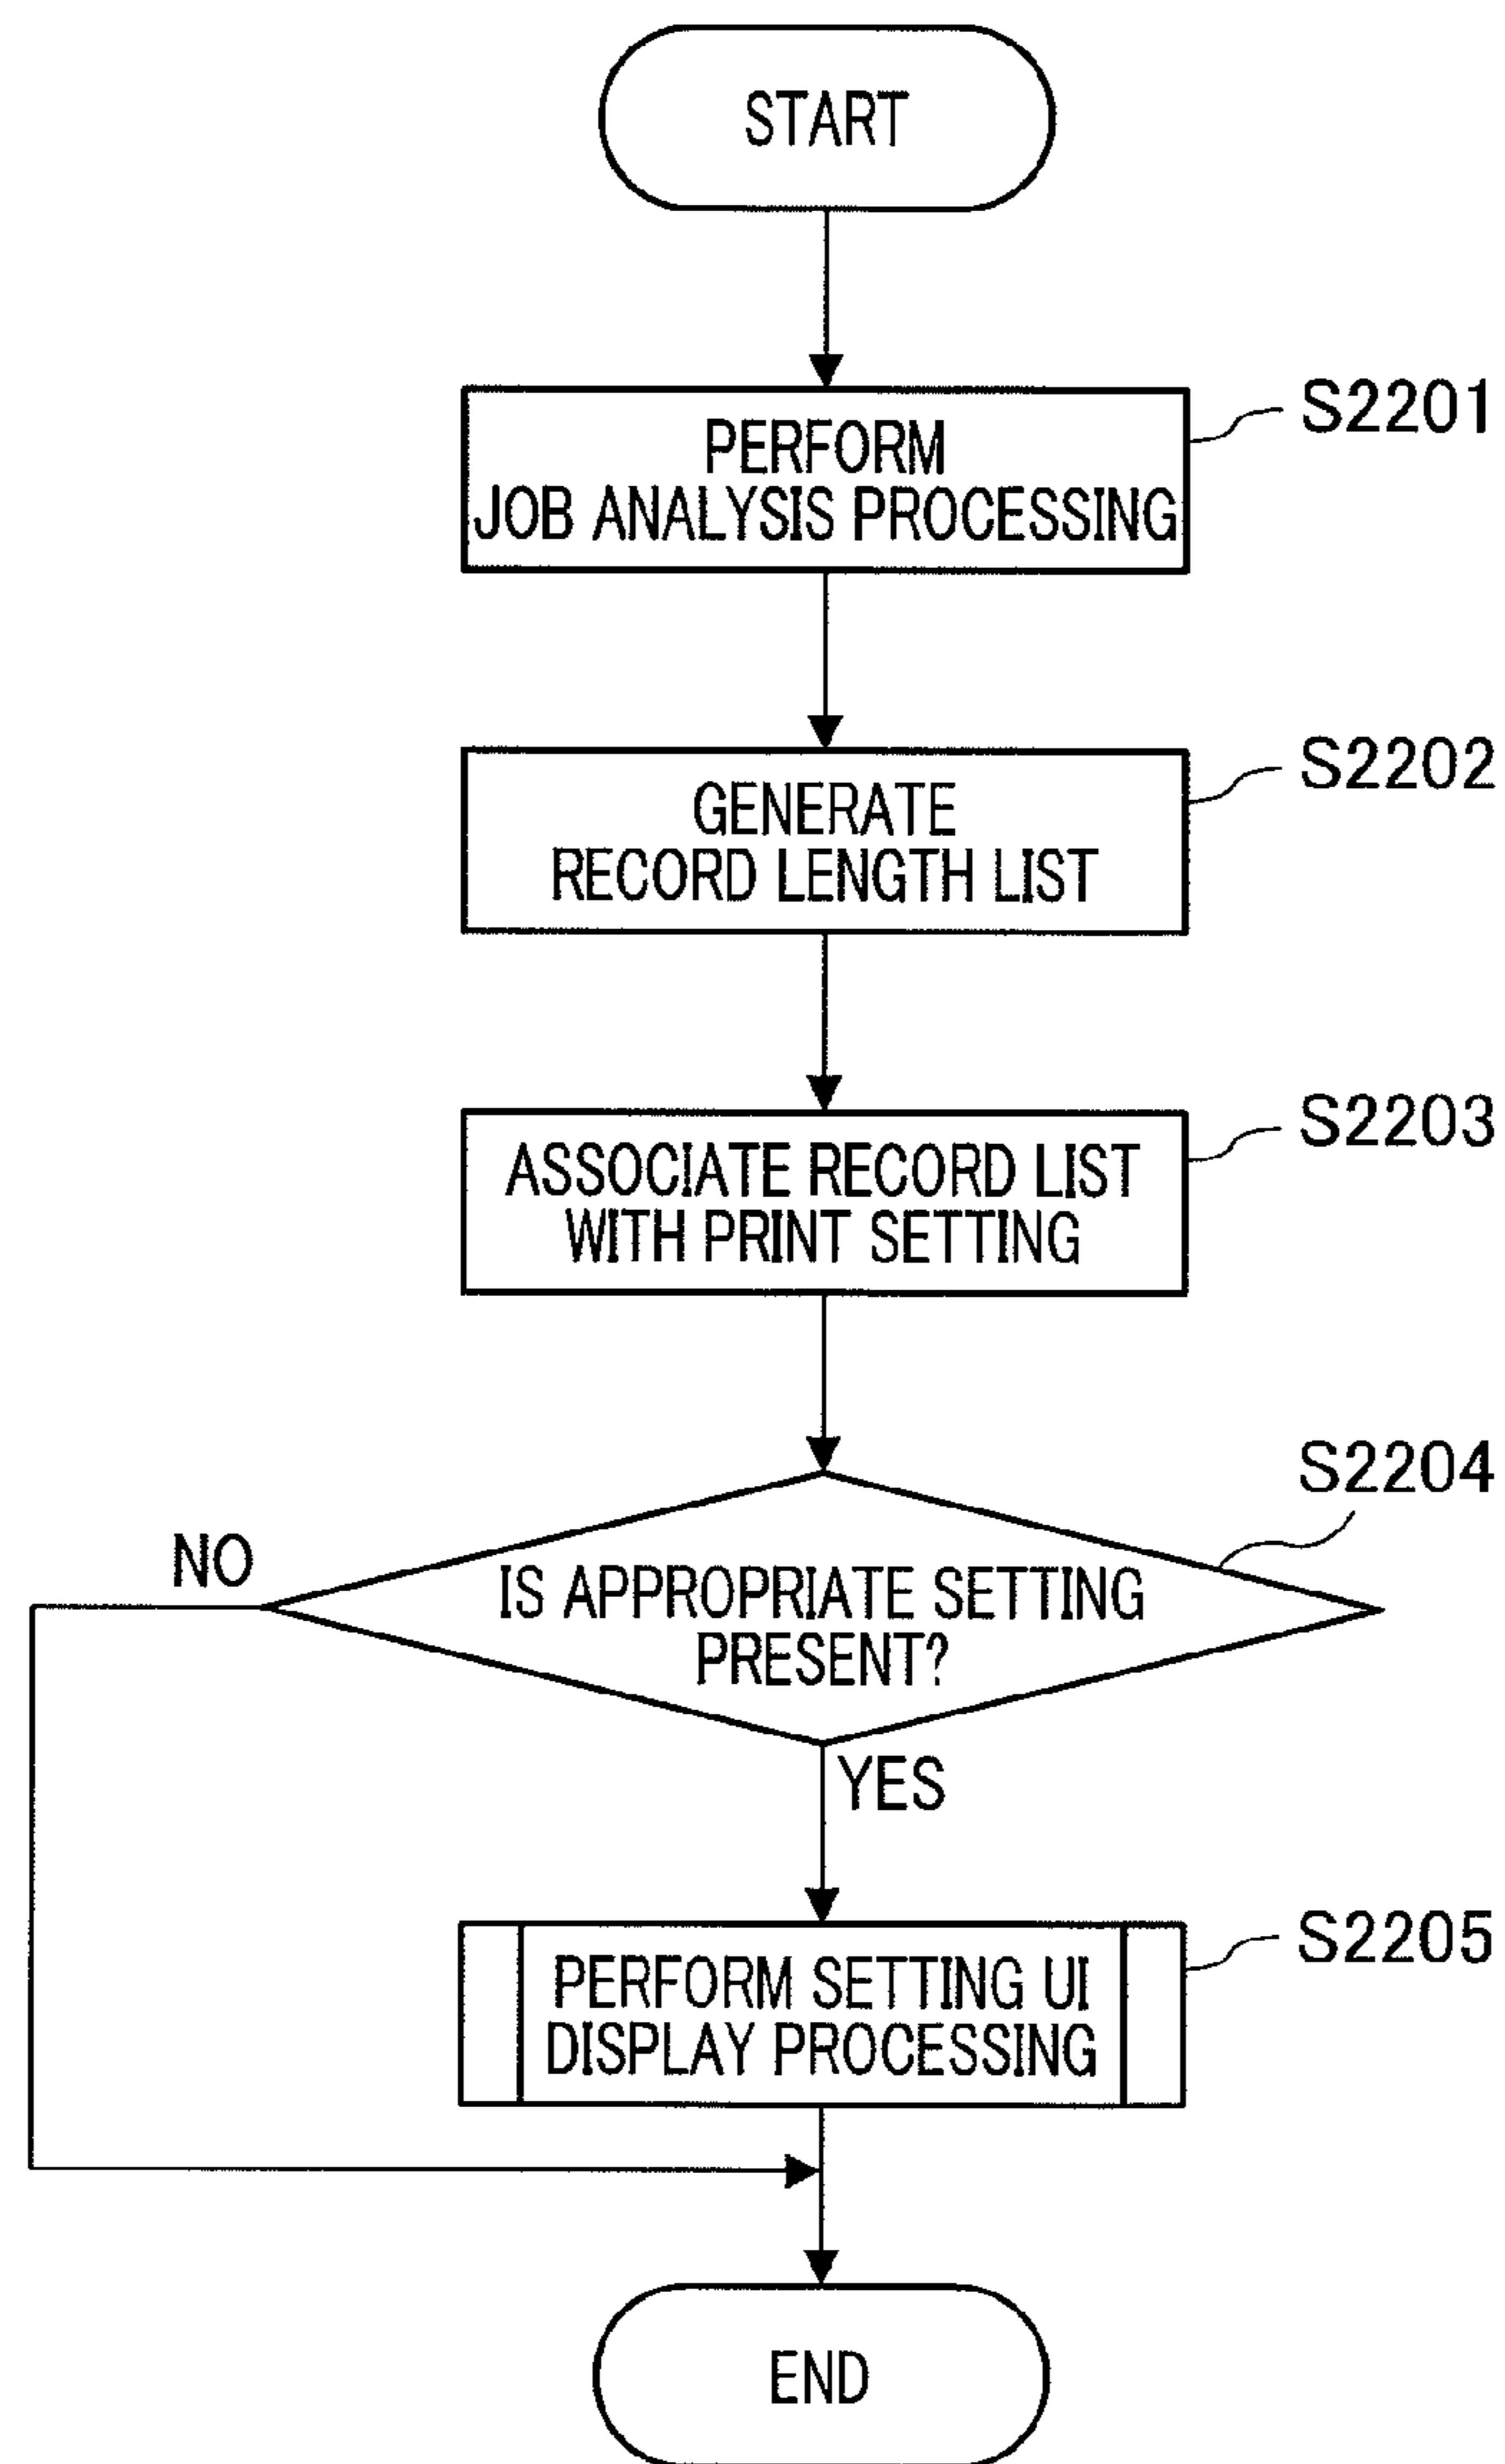 START
S2201
PERFORM
JOB ANALYSIS PROCESSING
S2202
GENERATE
RECORD LENGTH LIST
S2203
ASSOCIATE RECORD LIST
WITH PRINT SETTING
S2204
NO
IS APPROPRIATE SETTING
PRESENT?
YES
S2205
PERFORM SETTING UI
DISPLAY PROCESSING
END